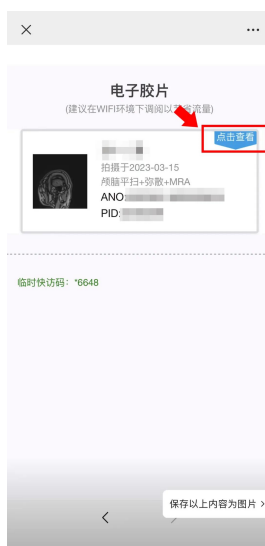 电子胶片
(建议在WIFI环境下调阅以节省流量)
点击查看
拍摄于2023-03-15
颅脑平扫+弥散+MRA
ANO:
PID:
临时快访码: *6648
保存以上内容为图片